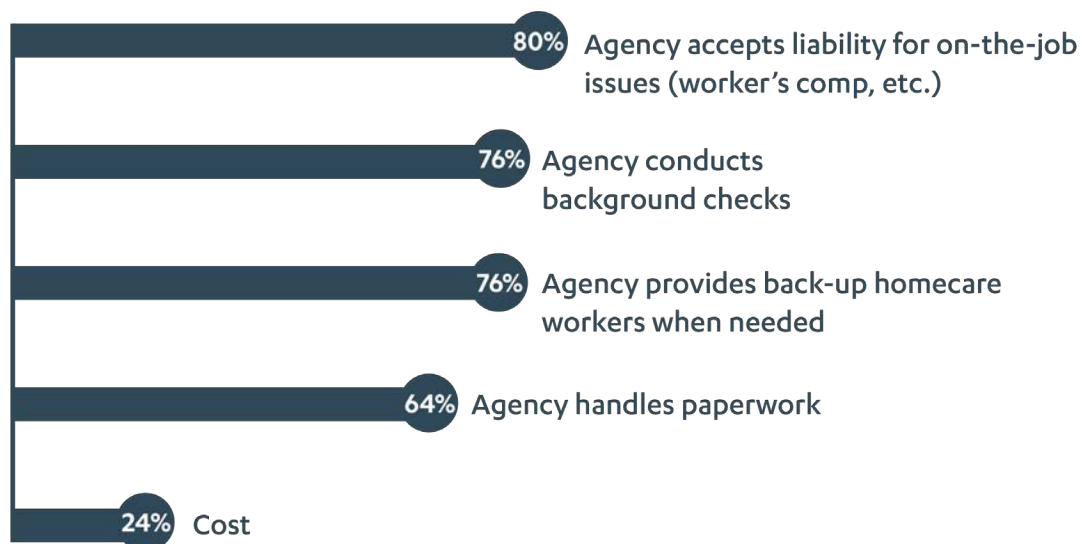 80% Agency accepts liability for on-the-job
issues (worker’s comp, etc.)
76% Agency conducts
background checks
76% Agency provides back-up homecare
workers when needed
64% Agency handles paperwork
24% Cost